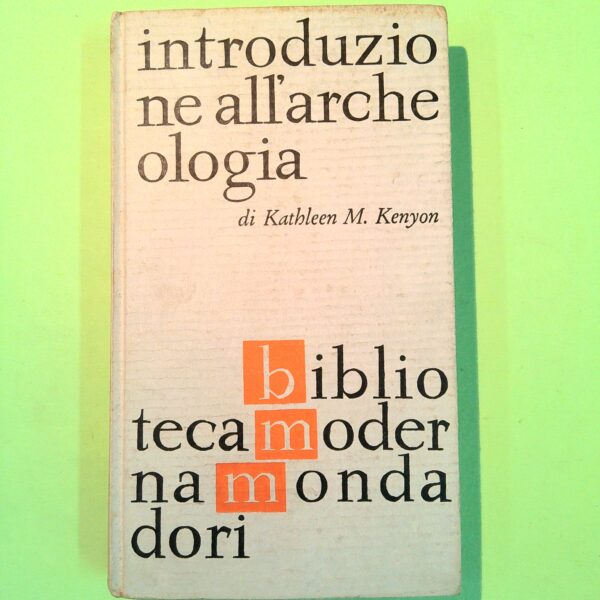 introduzio
ne all'arche
ologia
di Kathleen M. Kenyon
biblio
tecamoder
namonda
dori